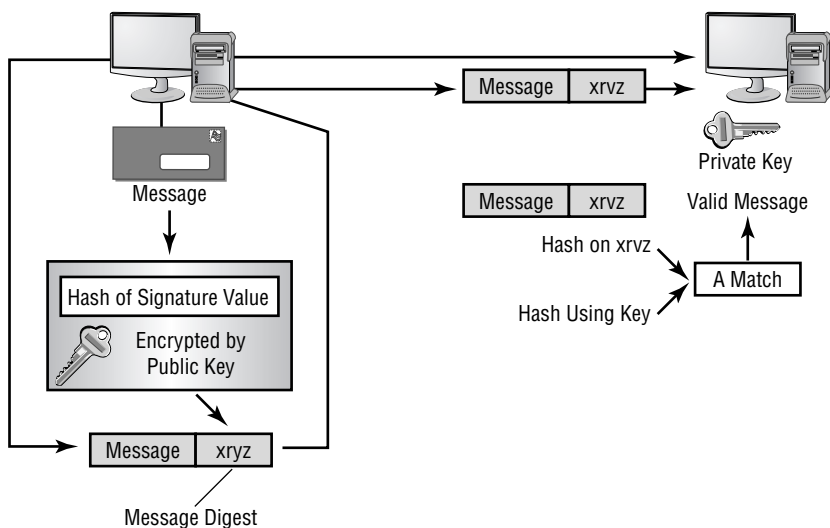 Message xrvz
Private Key
Message
Message xrvz
Valid Message
Hash on xrvz
A Match
Hash Using Key
Hash of Signature Value
Encrypted by
Public Key
Message xryz
Message Digest